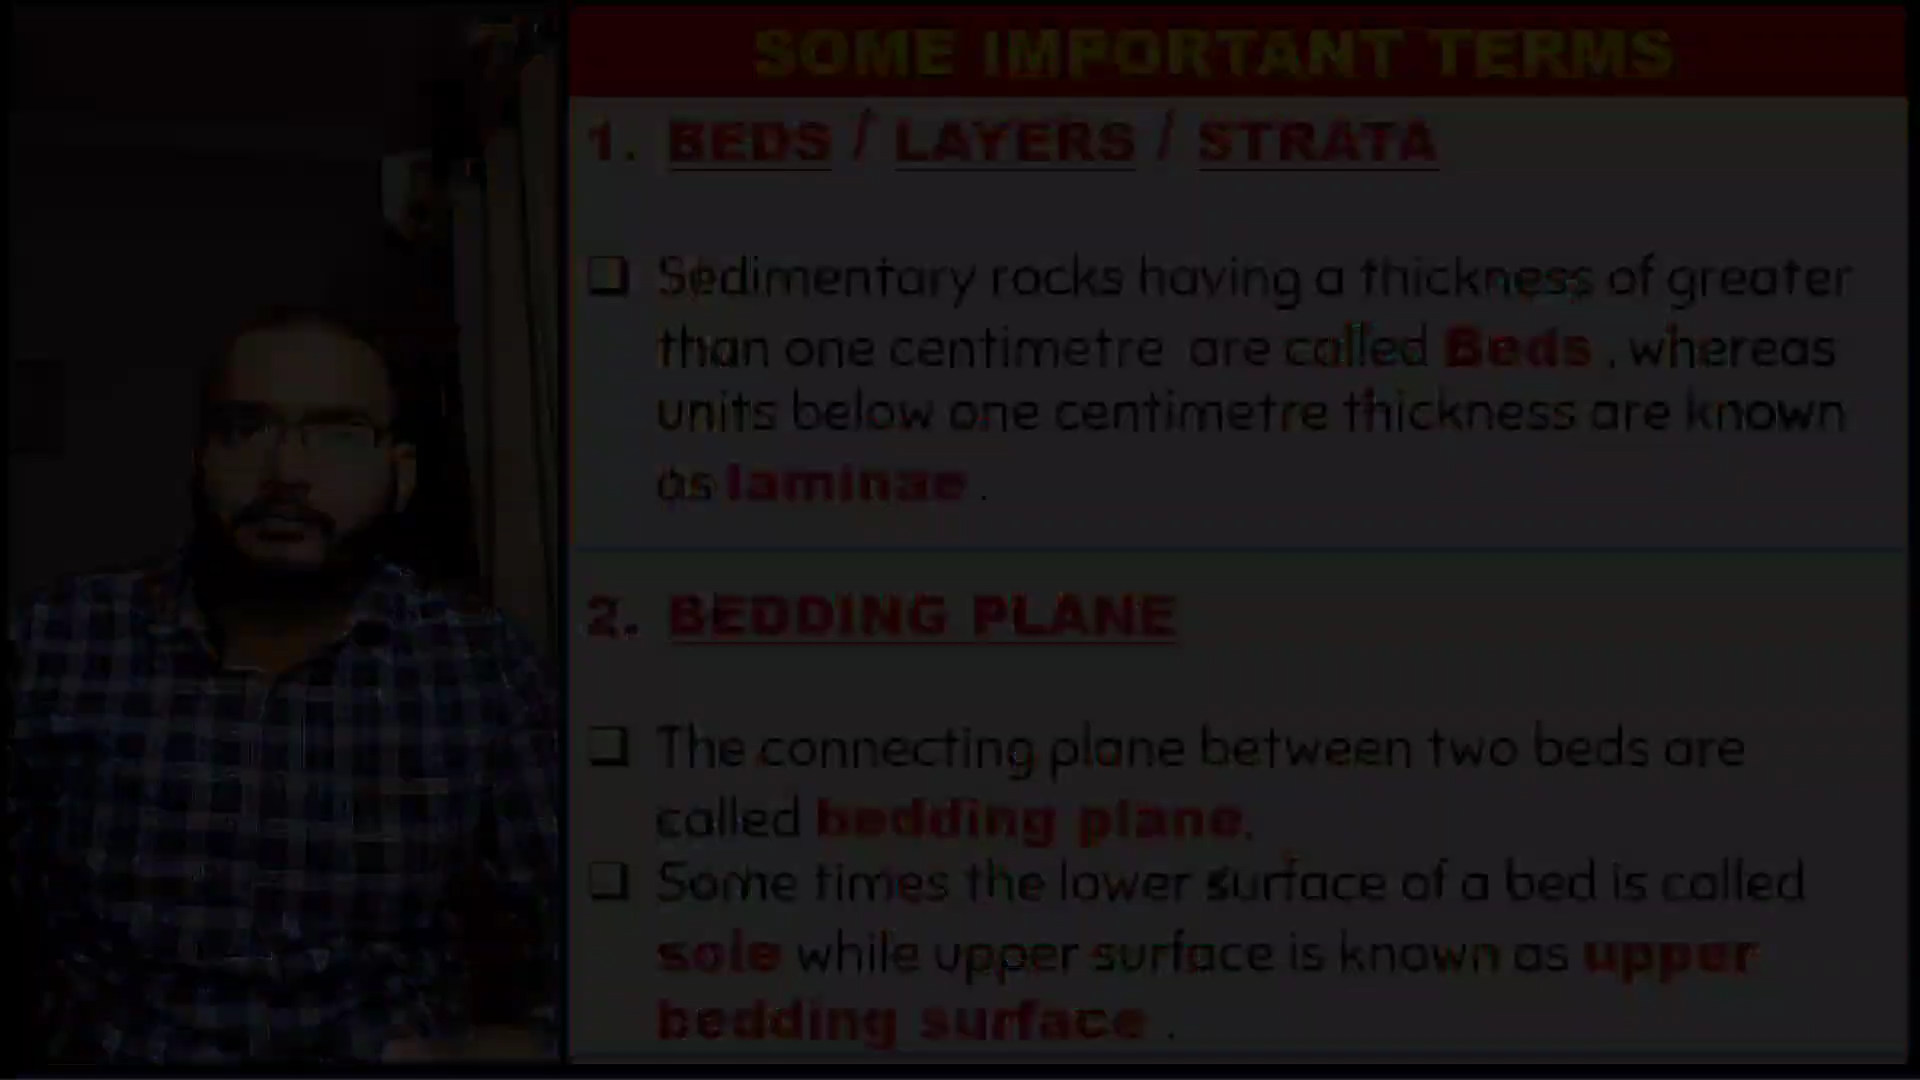 SOME IMPORTANT TERMS
1. BEDS / LAYERS / STRATA
❑ Sedimentary rocks having a thickness of greater
than one centimetre are called Beds , whereas
units below one centimetre thickness are known
as laminae .
2. BEDDING PLANE
❑ The connecting plane between two beds are
called bedding plane.
❑ Some times the lower surface of a bed is called
sole while upper surface is known as upper
bedding surface .